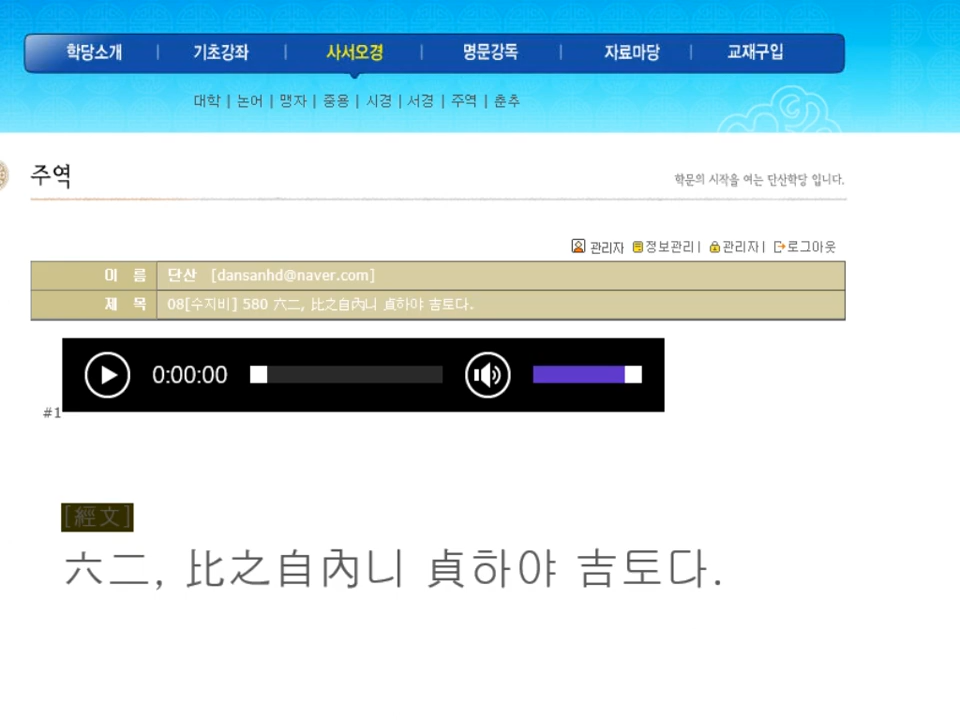 학당소개 | 기초강좌 | 사서오경 | 명문강독 | 자료마당 | 교재구입
대학 | 논어 | 맹자 | 중용 | 시경 | 서경 | 주역 | 춘추
주역
학문의 시작을 여는 단산학당 입니다.
관리자 정보관리 | 관리자 | 로그아웃
이 름 단산 [dansanhd@naver.com]
제 목 08[수지비] 580 六二, 比之自內니 貞하야 吉토다.
0:00:00
#1
[經文]
六二, 比之自內니 貞하야 吉토다.